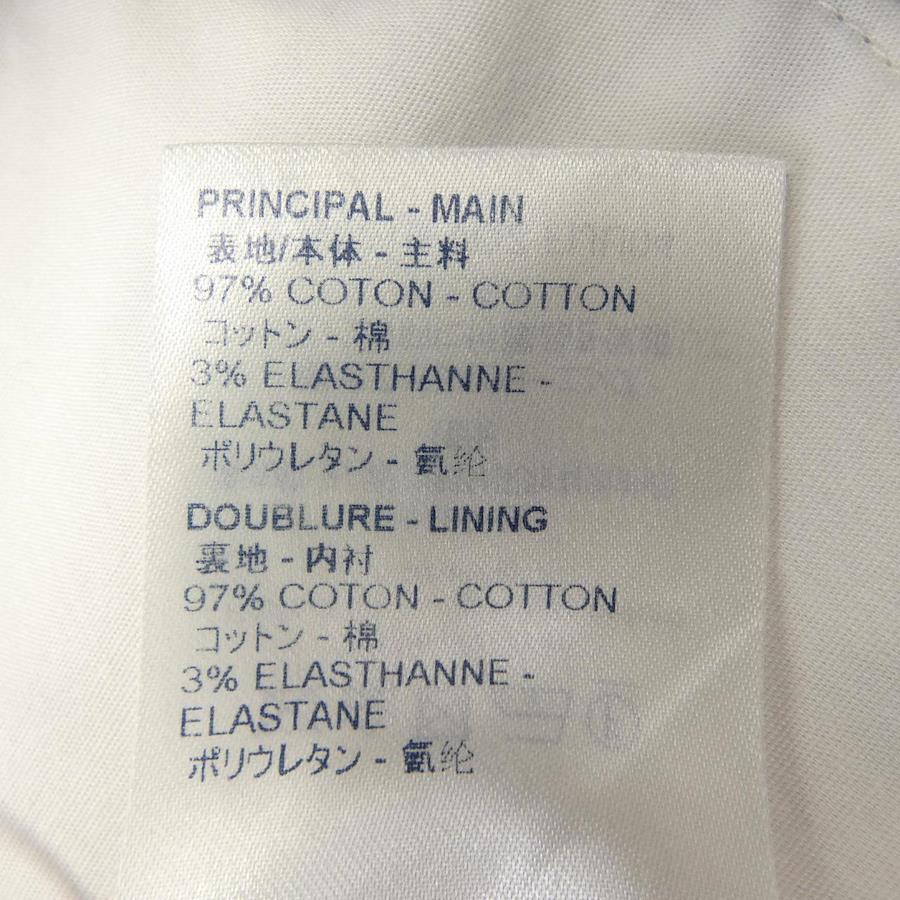 PRINCIPAL - MAIN
表地/本体 - 主料
97% COTON - COTTON
コットン - 棉
3% ELASTHANNE -
ELASTANE
ポリウレタン - 氨纶
DOUBLURE - LINING
裏地 - 内衬
97% COTON - COTTON
コットン - 棉
3% ELASTHANNE -
ELASTANE
ポリウレタン - 氨纶